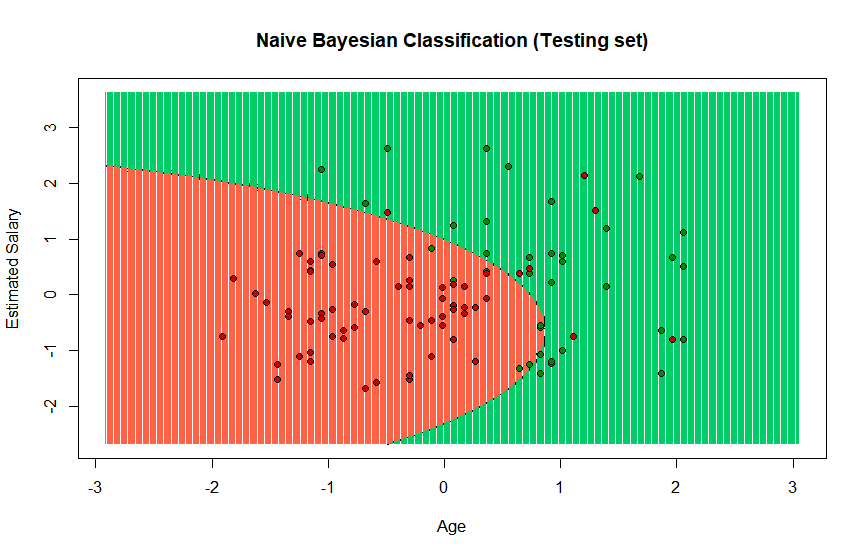 Naive Bayesian Classification (Testing set)
Estimated Salary
3
2
1
0
-1
-2
-3 -2 -1 0 1 2 3
Age